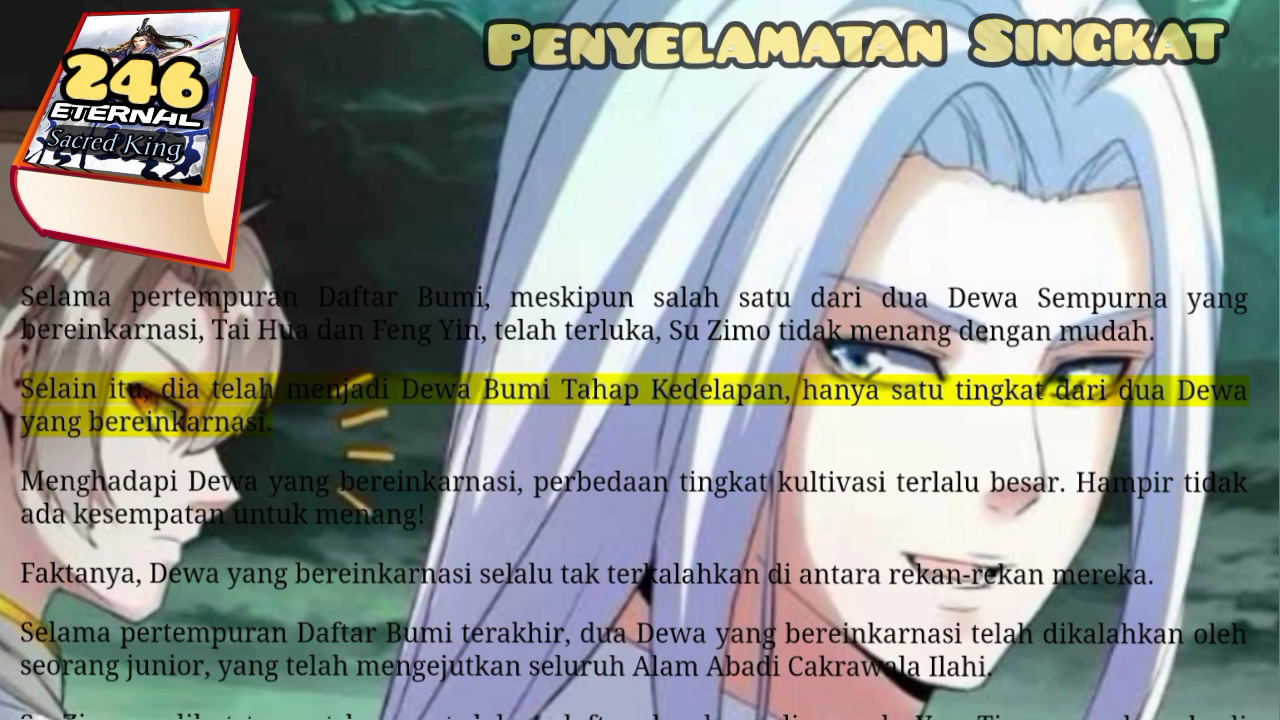 Penyelamatan Singkat
246
ETERNAL
Sacred King
Selama pertempuran Daftar Bumi, meskipun salah satu dari dua Dewa Sempurna yang
bereinkarnasi, Tai Hua dan Feng Yin, telah terluka, Su Zimo tidak menang dengan mudah.
Selain itu, dia telah menjadi Dewa Bumi Tahap Kedelapan, hanya satu tingkat dari dua Dewa
yang bereinkarnasi.
Menghadapi Dewa yang bereinkarnasi, perbedaan tingkat kultivasi terlalu besar. Hampir tidak
ada kesempatan untuk menang!
Faktanya, Dewa yang bereinkarnasi selalu tak terkalahkan di antara rekan-rekan mereka.
Selama pertempuran Daftar Bumi terakhir, dua Dewa yang bereinkarnasi telah dikalahkan oleh
seorang junior, yang telah mengejutkan seluruh Alam Abadi Cakrawala Ilahi.